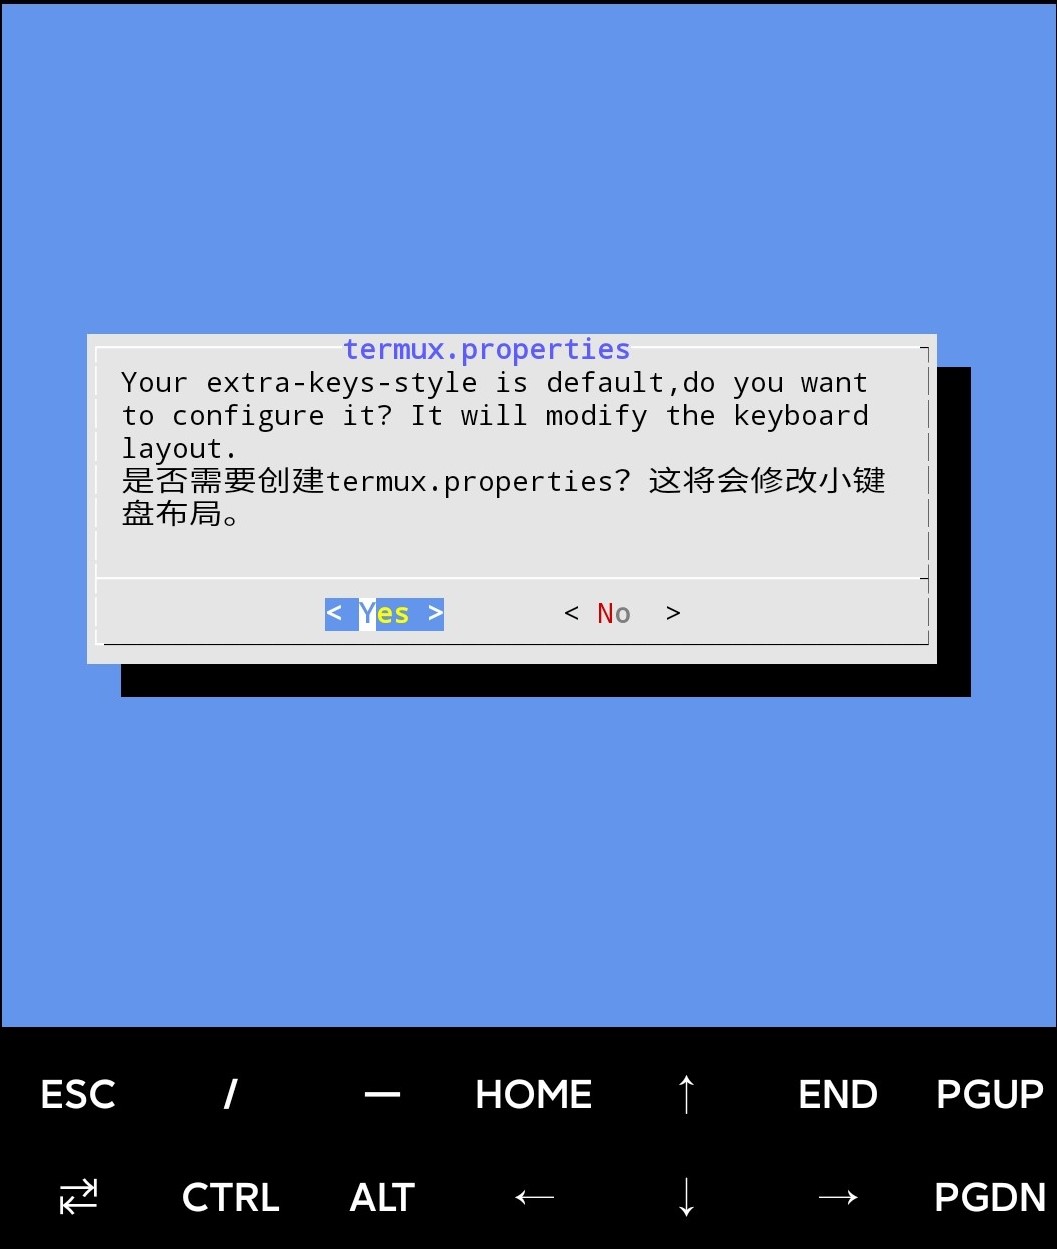 termux.properties
Your extra-keys-style is default,do you want
to configure it? It will modify the keyboard
layout.
是否需要创建termux.properties？这将会修改小键
盘布局。
< Yes > < No >
ESC / — HOME ↑ END PGUP
⇄ CTRL ALT ← ↓ → PGDN